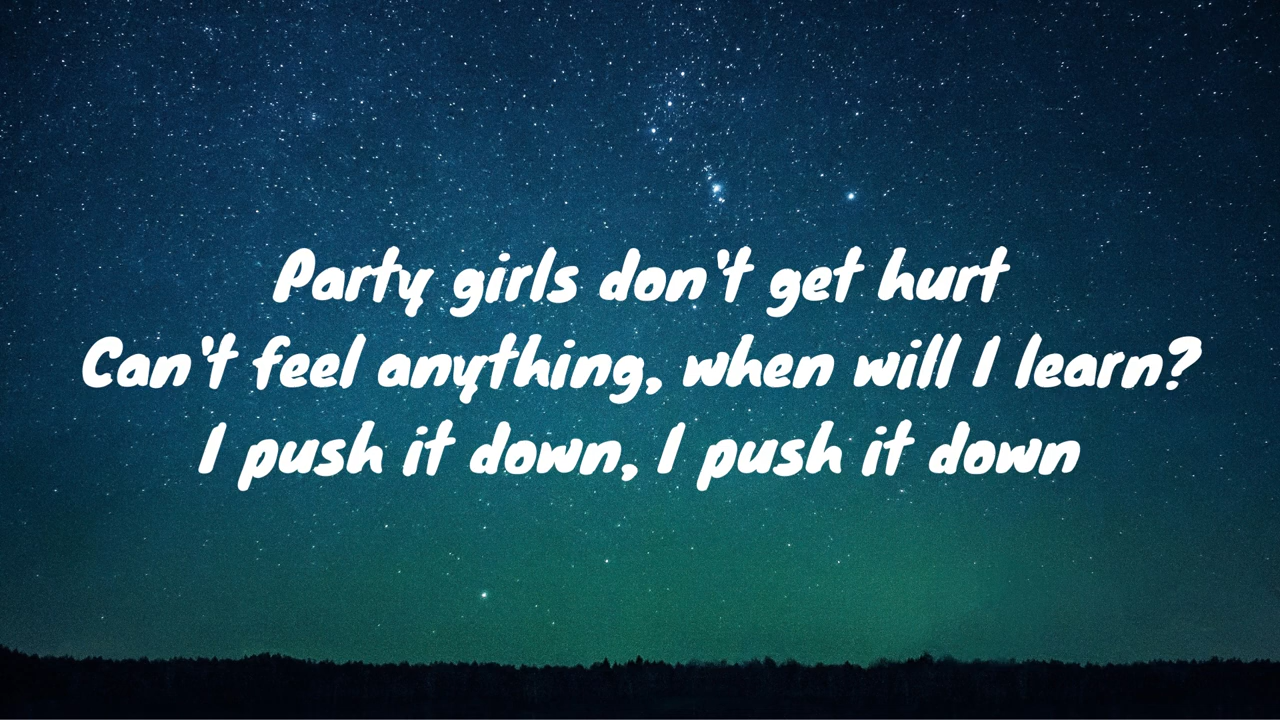 Party girls don't get hurt
Can't feel anything, when will I learn?
I push it down, I push it down